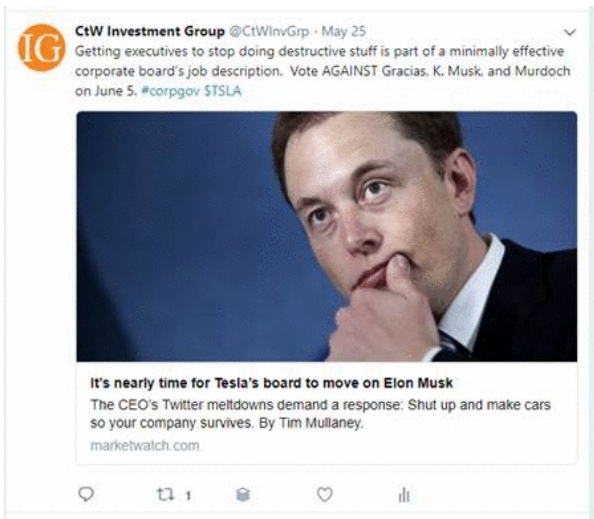 IG
CtW Investment Group @CtWInvGrp · May 25
Getting executives to stop doing destructive stuff is part of a minimally effective
corporate board's job description. Vote AGAINST Gracias, K. Musk, and Murdoch
on June 5. #corpgov $TSLA
It's nearly time for Tesla's board to move on Elon Musk
The CEO's Twitter meltdowns demand a response: Shut up and make cars
so your company survives. By Tim Mullaney.
marketwatch.com
1